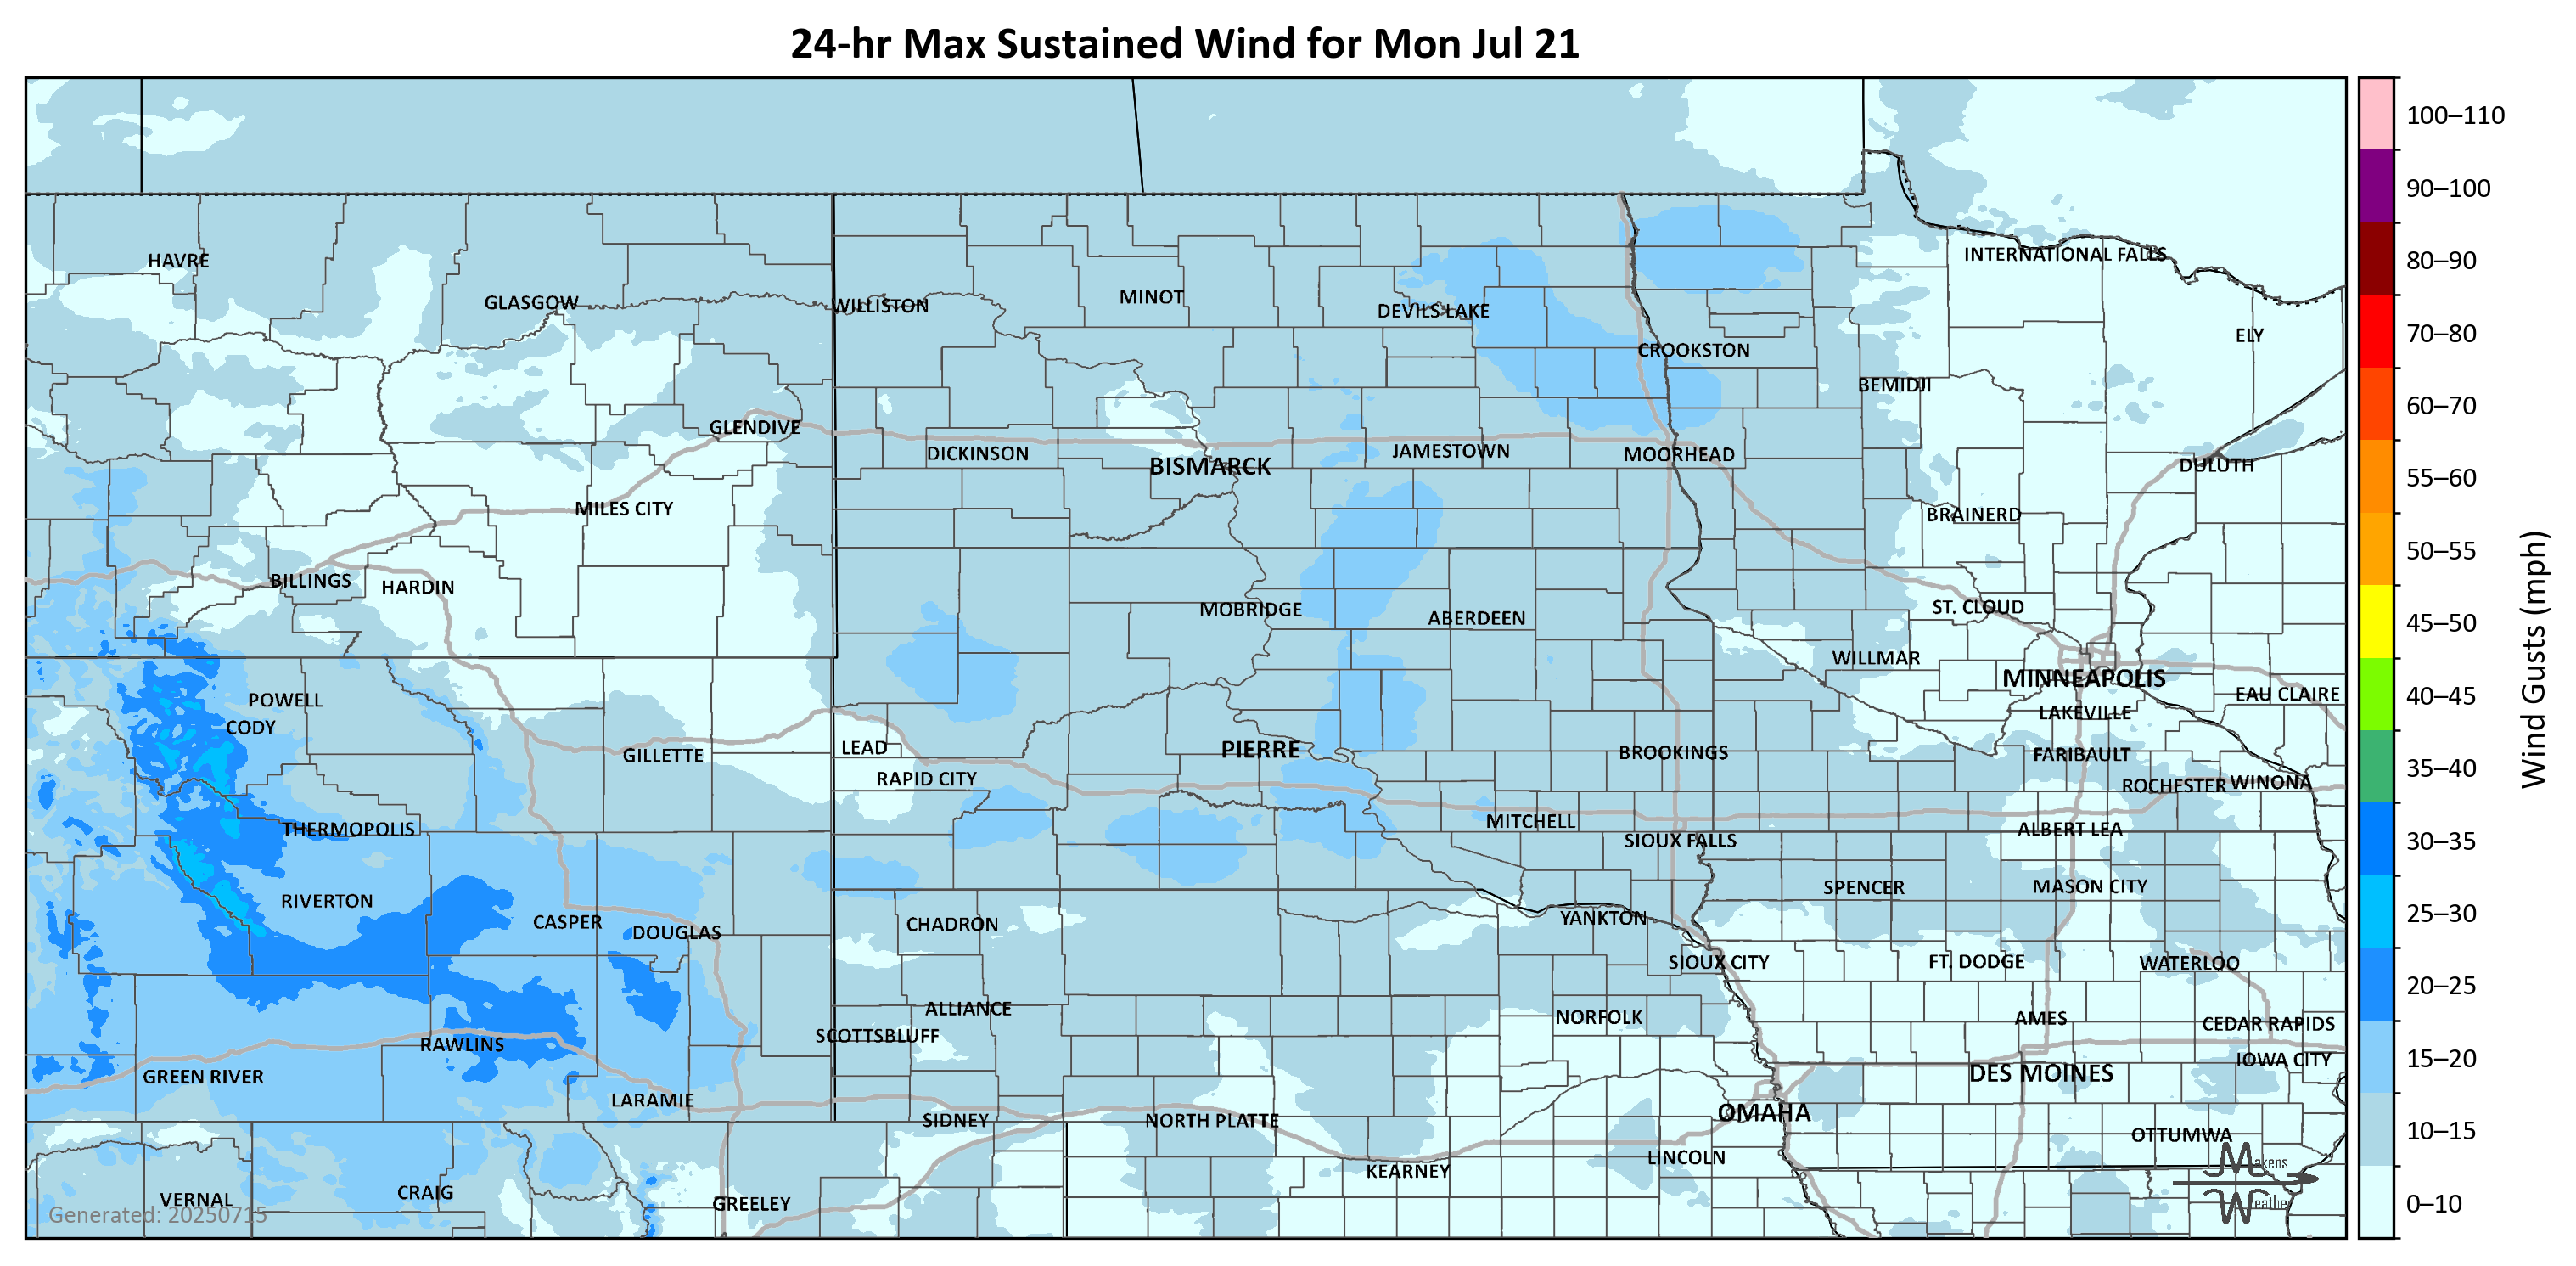 24-hr Max Sustained Wind for Mon Jul 21
100–110
90–100
80–90
70–80
60–70
55–60
50–55
45–50
40–45
35–40
30–35
25–30
20–25
15–20
10–15
0–10
Wind Gusts (mph)
HAVRE
GLASGOW
WILLISTON
MINOT
DEVILS LAKE
INTERNATIONAL FALLS
ELY
CROOKSTON
BEMIDJI
GLENDIVE
DICKINSON
BISMARCK
JAMESTOWN
MOORHEAD
DULUTH
MILES CITY
BRAINERD
BILLINGS
HARDIN
MOBRIDGE
ABERDEEN
ST. CLOUD
WILLMAR
MINNEAPOLIS
EAU CLAIRE
POWELL
CODY
LAKEVILLE
GILLETTE
LEAD
PIERRE
BROOKINGS
FARIBAULT
RAPID CITY
ROCHESTER
WINONA
THERMOPOLIS
MITCHELL
ALBERT LEA
SIOUX FALLS
RIVERTON
SPENCER
MASON CITY
CASPER
DOUGLAS
CHADRON
YANKTON
SIOUX CITY
FT. DODGE
WATERLOO
ALLIANCE
NORFOLK
AMES
CEDAR RAPIDS
SCOTTSBLUFF
RAWLINS
IOWA CITY
GREEN RIVER
DES MOINES
LARAMIE
SIDNEY
NORTH PLATTE
OMAHA
OTTUMWA
KEARNEY
LINCOLN
VERNAL
CRAIG
GREELEY
Generated: 20250715
Makens
Weather